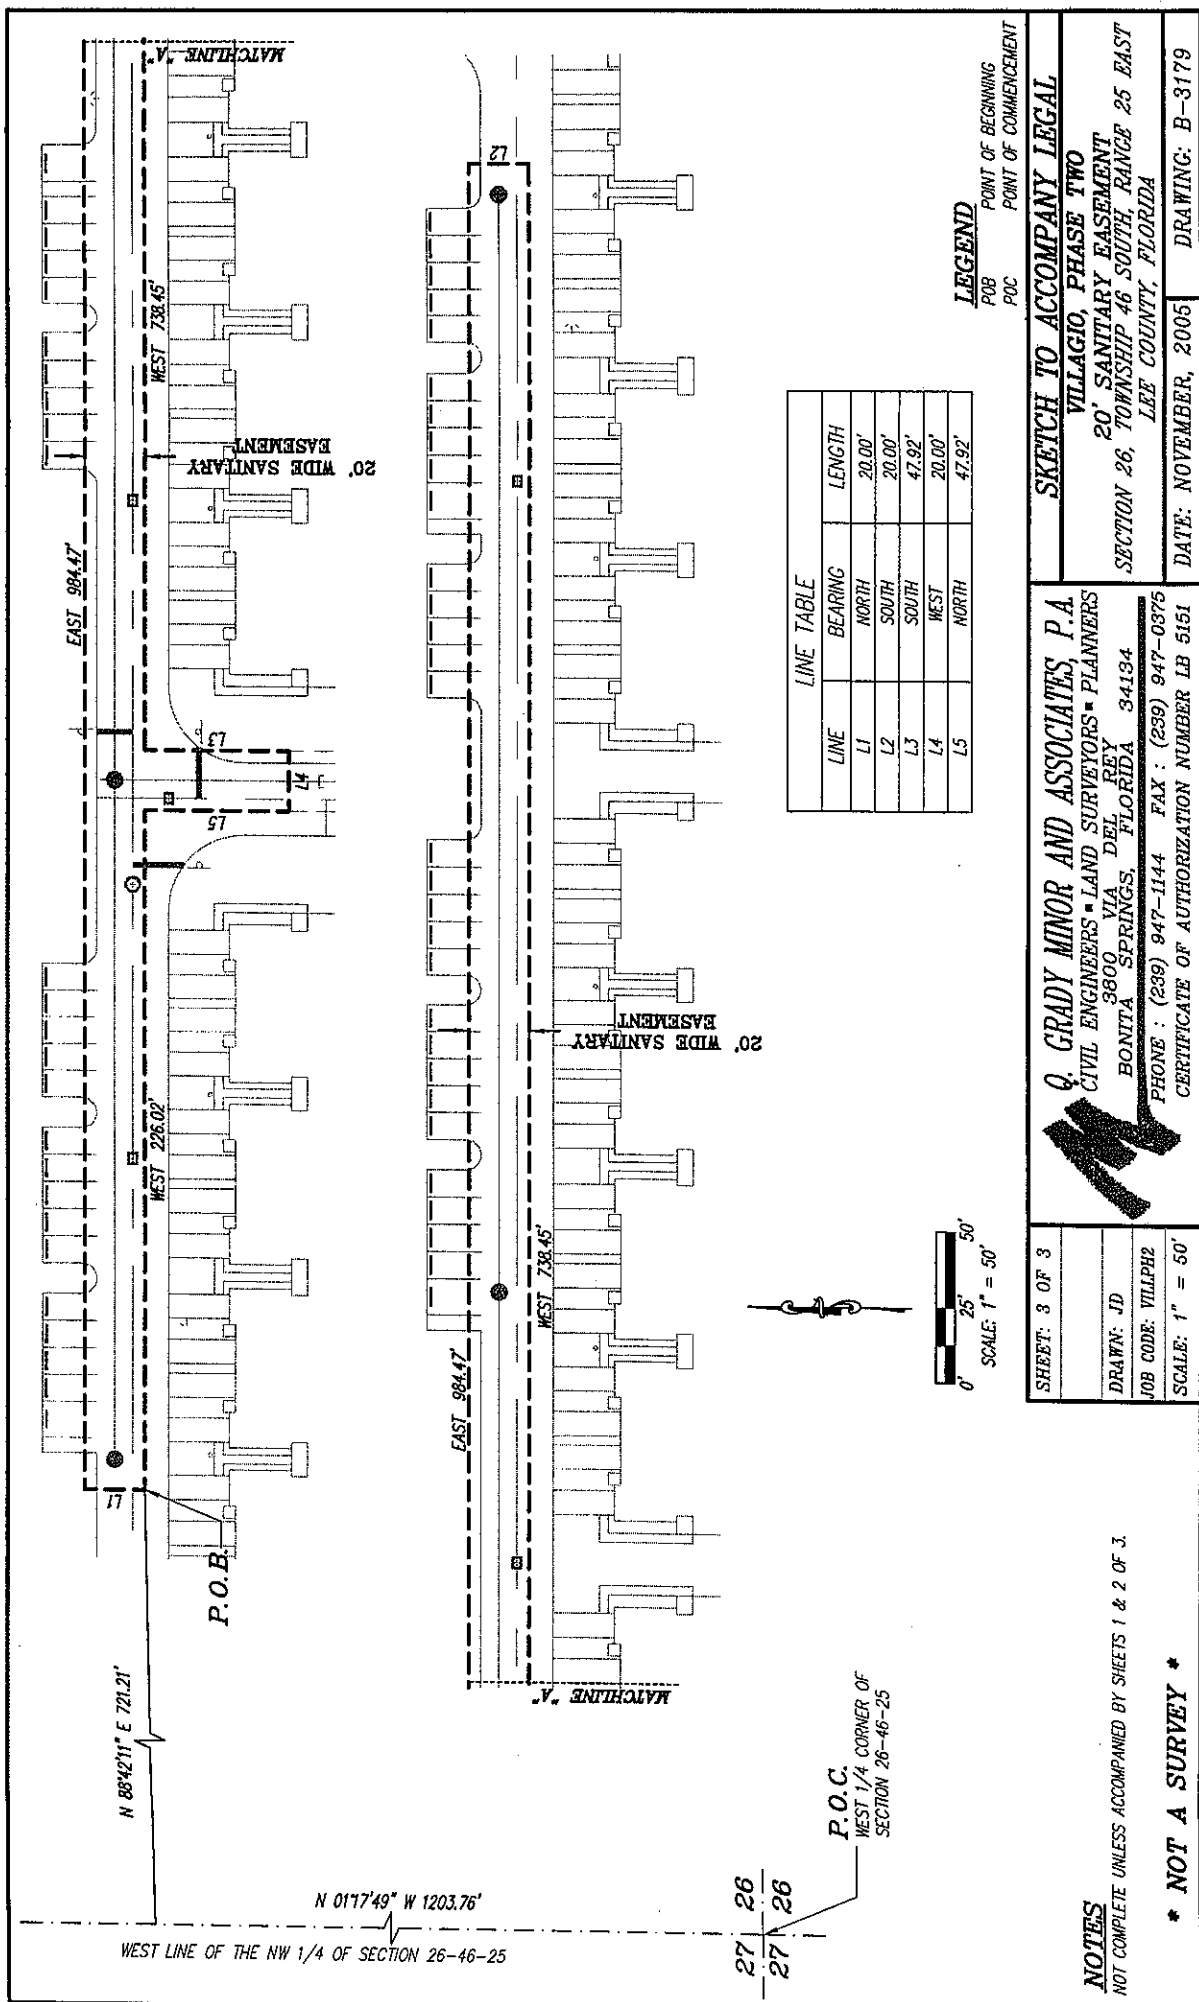 MATCHLINE "A"
EAST 984.47'
WEST 738.45'
20' WIDE SANITARY
EASEMENT
L3
L4
L5
WEST 226.02'
L1
P.O.B.
N 88°42'11" E 721.21'
L2
20' WIDE SANITARY
EASEMENT
WEST 738.45'
EAST 984.47'
MATCHLINE "A"
N 01°17'49" W 1203.76'
WEST LINE OF THE NW 1/4 OF SECTION 26-46-25
27 26
27 26
P.O.C.
WEST 1/4 CORNER OF
SECTION 26-46-25
LINE TABLE
LINE BEARING LENGTH
L1 NORTH 20.00'
L2 SOUTH 20.00'
L3 SOUTH 47.92'
L4 WEST 20.00'
L5 NORTH 47.92'
LEGEND
POB POINT OF BEGINNING
POC POINT OF COMMENCEMENT
0' 25' 50'
SCALE: 1" = 50'
NOTES
NOT COMPLETE UNLESS ACCOMPANIED BY SHEETS 1 & 2 OF 3.
* NOT A SURVEY *
SHEET: 3 OF 3
DRAWN: JD
JOB CODE: VILLPH2
SCALE: 1" = 50'
Q. GRADY MINOR AND ASSOCIATES, P.A.
CIVIL ENGINEERS ▪ LAND SURVEYORS ▪ PLANNERS
3800 VIA DEL REY
BONITA SPRINGS, FLORIDA 34134
PHONE : (239) 947-1144 FAX : (239) 947-0375
CERTIFICATE OF AUTHORIZATION NUMBER LB 5151
SKETCH TO ACCOMPANY LEGAL
VILLAGIO, PHASE TWO
20' SANITARY EASEMENT
SECTION 26, TOWNSHIP 46 SOUTH, RANGE 25 EAST
LEE COUNTY, FLORIDA
DATE: NOVEMBER, 2005
DRAWING: B-3179